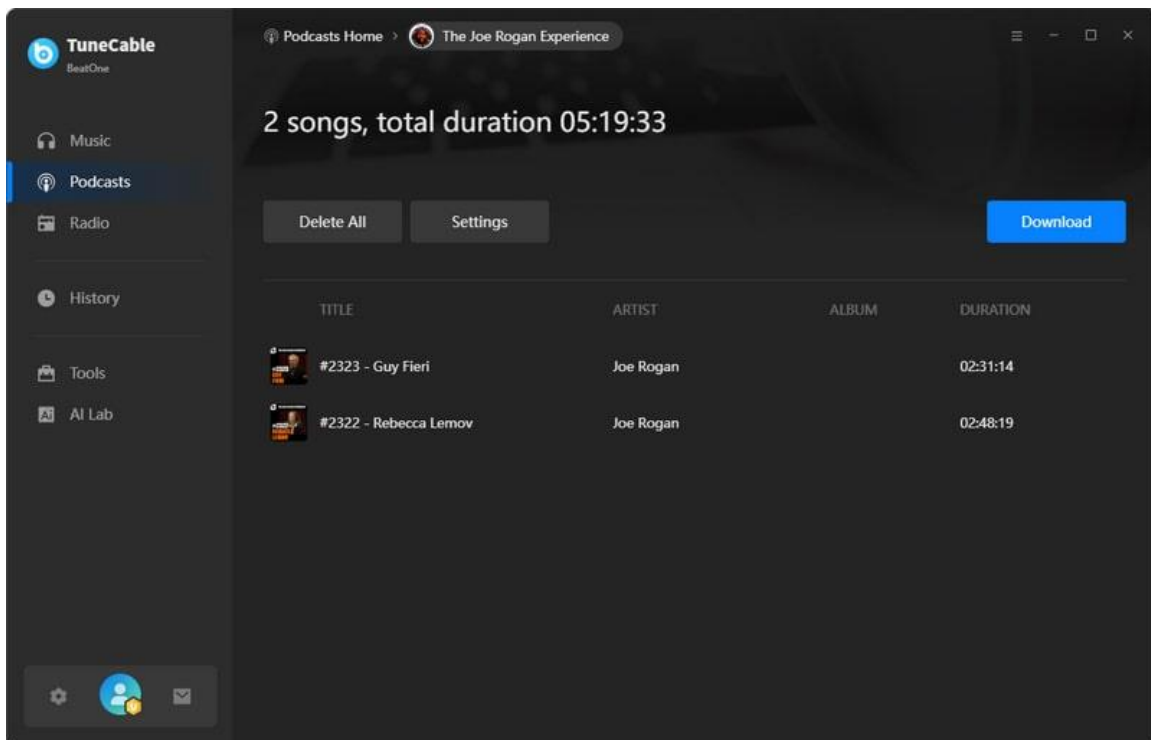 TuneCable
BeatOne
Podcasts Home > The Joe Rogan Experience
2 songs, total duration 05:19:33
Music
Podcasts
Radio
History
Tools
Ai AI Lab
Delete All Settings Download
TITLE ARTIST ALBUM DURATION
#2323 - Guy Fieri Joe Rogan 02:31:14
#2322 - Rebecca Lemov Joe Rogan 02:48:19